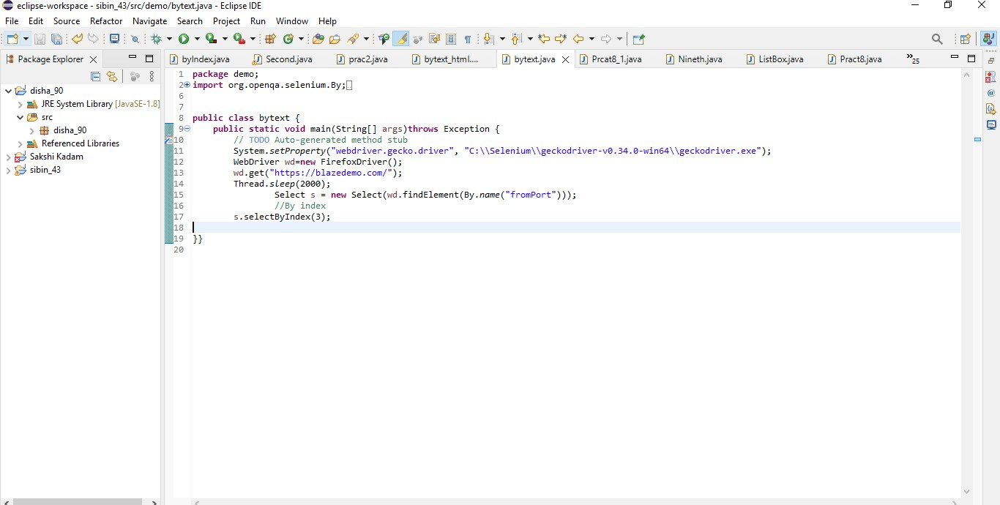 eclipse-workspace - sibin_43/src/demo/bytext.java - Eclipse IDE
File Edit Source Refactor Navigate Search Project Run Window Help
Package Explorer
byIndex.java Second.java prac2.java bytext_html.... bytext.java Prcat8_1.java Nineth.java ListBox.java Pract8.java »25
disha_90
JRE System Library [JavaSE-1.8]
src
disha_90
Referenced Libraries
Sakshi Kadam
sibin_43
1 package demo;
2 import org.openqa.selenium.By;
6
7
8 public class bytext {
9 public static void main(String[] args)throws Exception {
10 // TODO Auto-generated method stub
11 System.setProperty("webdriver.gecko.driver", "C:\\Selenium\\geckodriver-v0.34.0-win64\\geckodriver.exe");
12 WebDriver wd=new FirefoxDriver();
13 wd.get("https://blazedemo.com/");
14 Thread.sleep(2000);
15 Select s = new Select(wd.findElement(By.name("fromPort")));
16 //By index
17 s.selectByIndex(3);
18
19 }}
20